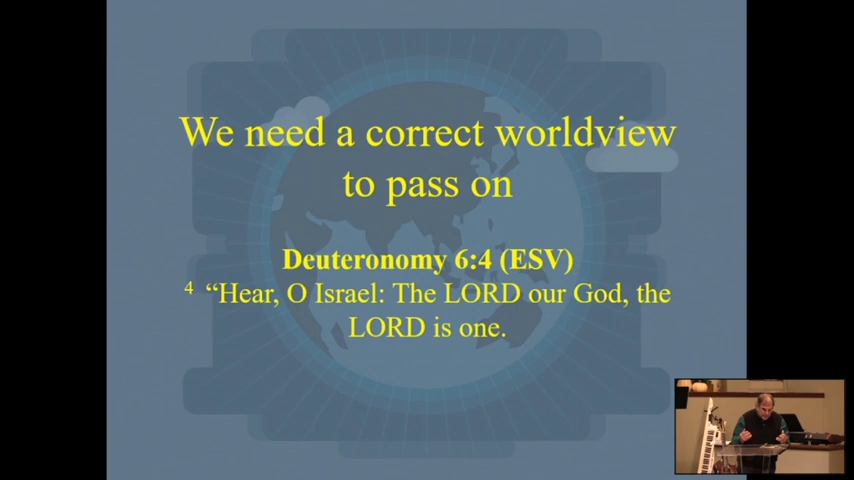 We need a correct worldview
to pass on
Deuteronomy 6:4 (ESV)
4 “Hear, O Israel: The LORD our God, the
LORD is one.